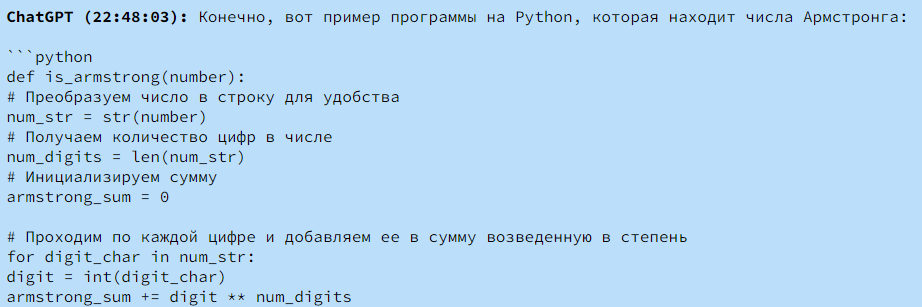 ChatGPT (22:48:03): Конечно, вот пример программы на Python, которая находит числа Армстронга:

```python
def is_armstrong(number):
# Преобразуем число в строку для удобства
num_str = str(number)
# Получаем количество цифр в числе
num_digits = len(num_str)
# Инициализируем сумму
armstrong_sum = 0

# Проходим по каждой цифре и добавляем ее в сумму возведенную в степень
for digit_char in num_str:
digit = int(digit_char)
armstrong_sum += digit ** num_digits